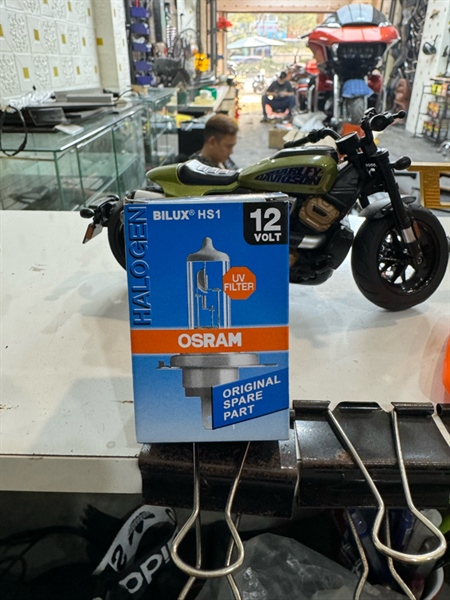 BILUX® HS1
12
VOLT
HALOGEN
UV
FILTER
OSRAM
ORIGINAL
SPARE
PART